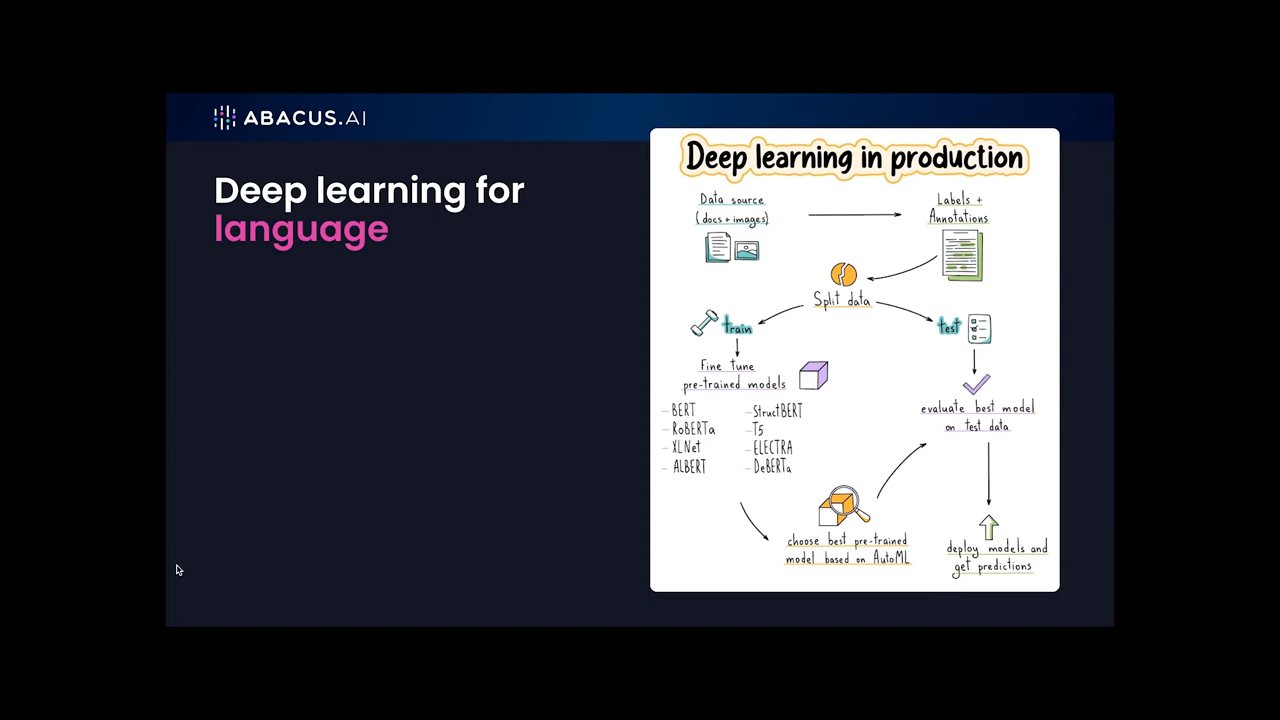 ABACUS.AI
Deep learning for
language
Deep learning in production
Data source
(docs + images)
Labels +
Annotations
Split data
train
test
Fine tune
pre-trained models
- BERT
- RoBERTa
- XLNet
- ALBERT
- StructBERT
- T5
- ELECTRA
- DeBERTa
evaluate best model
on test data
choose best pre-trained
model based on AutoML
deploy models and
get predictions